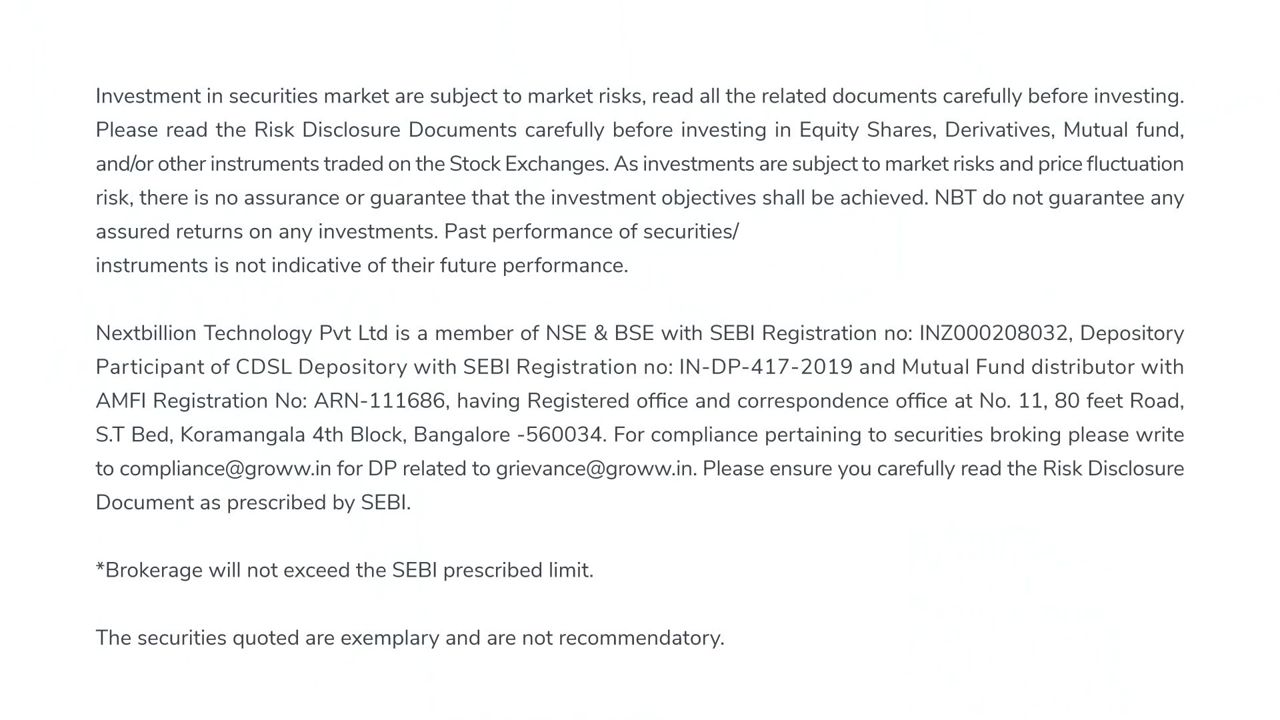 Investment in securities market are subject to market risks, read all the related documents carefully before investing.
Please read the Risk Disclosure Documents carefully before investing in Equity Shares, Derivatives, Mutual fund,
and/or other instruments traded on the Stock Exchanges. As investments are subject to market risks and price fluctuation
risk, there is no assurance or guarantee that the investment objectives shall be achieved. NBT do not guarantee any
assured returns on any investments. Past performance of securities/
instruments is not indicative of their future performance.
Nextbillion Technology Pvt Ltd is a member of NSE & BSE with SEBI Registration no: INZ000208032, Depository
Participant of CDSL Depository with SEBI Registration no: IN-DP-417-2019 and Mutual Fund distributor with
AMFI Registration No: ARN-111686, having Registered office and correspondence office at No. 11, 80 feet Road,
S.T Bed, Koramangala 4th Block, Bangalore -560034. For compliance pertaining to securities broking please write
to compliance@groww.in for DP related to grievance@groww.in. Please ensure you carefully read the Risk Disclosure
Document as prescribed by SEBI.
*Brokerage will not exceed the SEBI prescribed limit.
The securities quoted are exemplary and are not recommendatory.